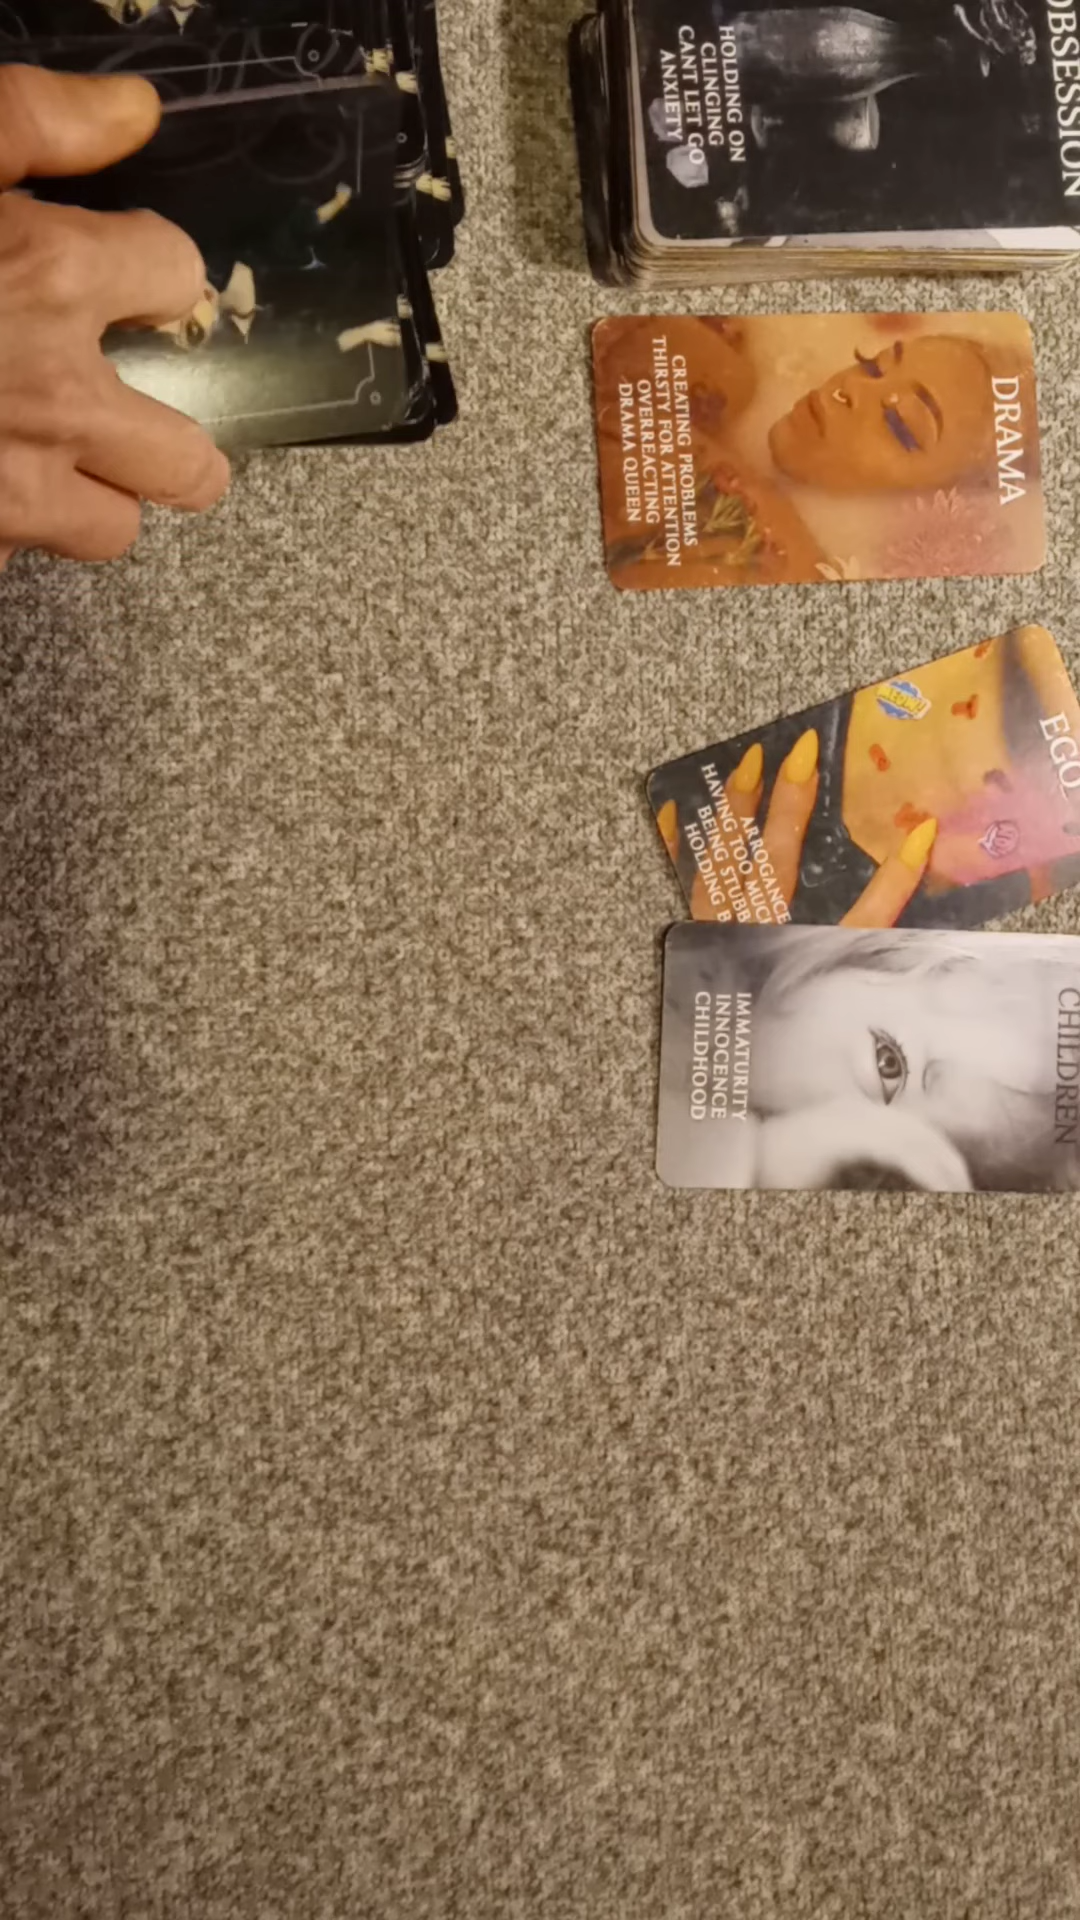 OBSESSION
HOLDING ON
CLINGING
CANT LET GO
ANXIETY
DRAMA
CREATING PROBLEMS
THIRSTY FOR ATTENTION
OVERREACTING
DRAMA QUEEN
EGO
ARROGANCE
HAVING TOO MUCH
BEING STUBB
HOLDING B
CHILDREN
IMMATURITY
INNOCENCE
CHILDHOOD